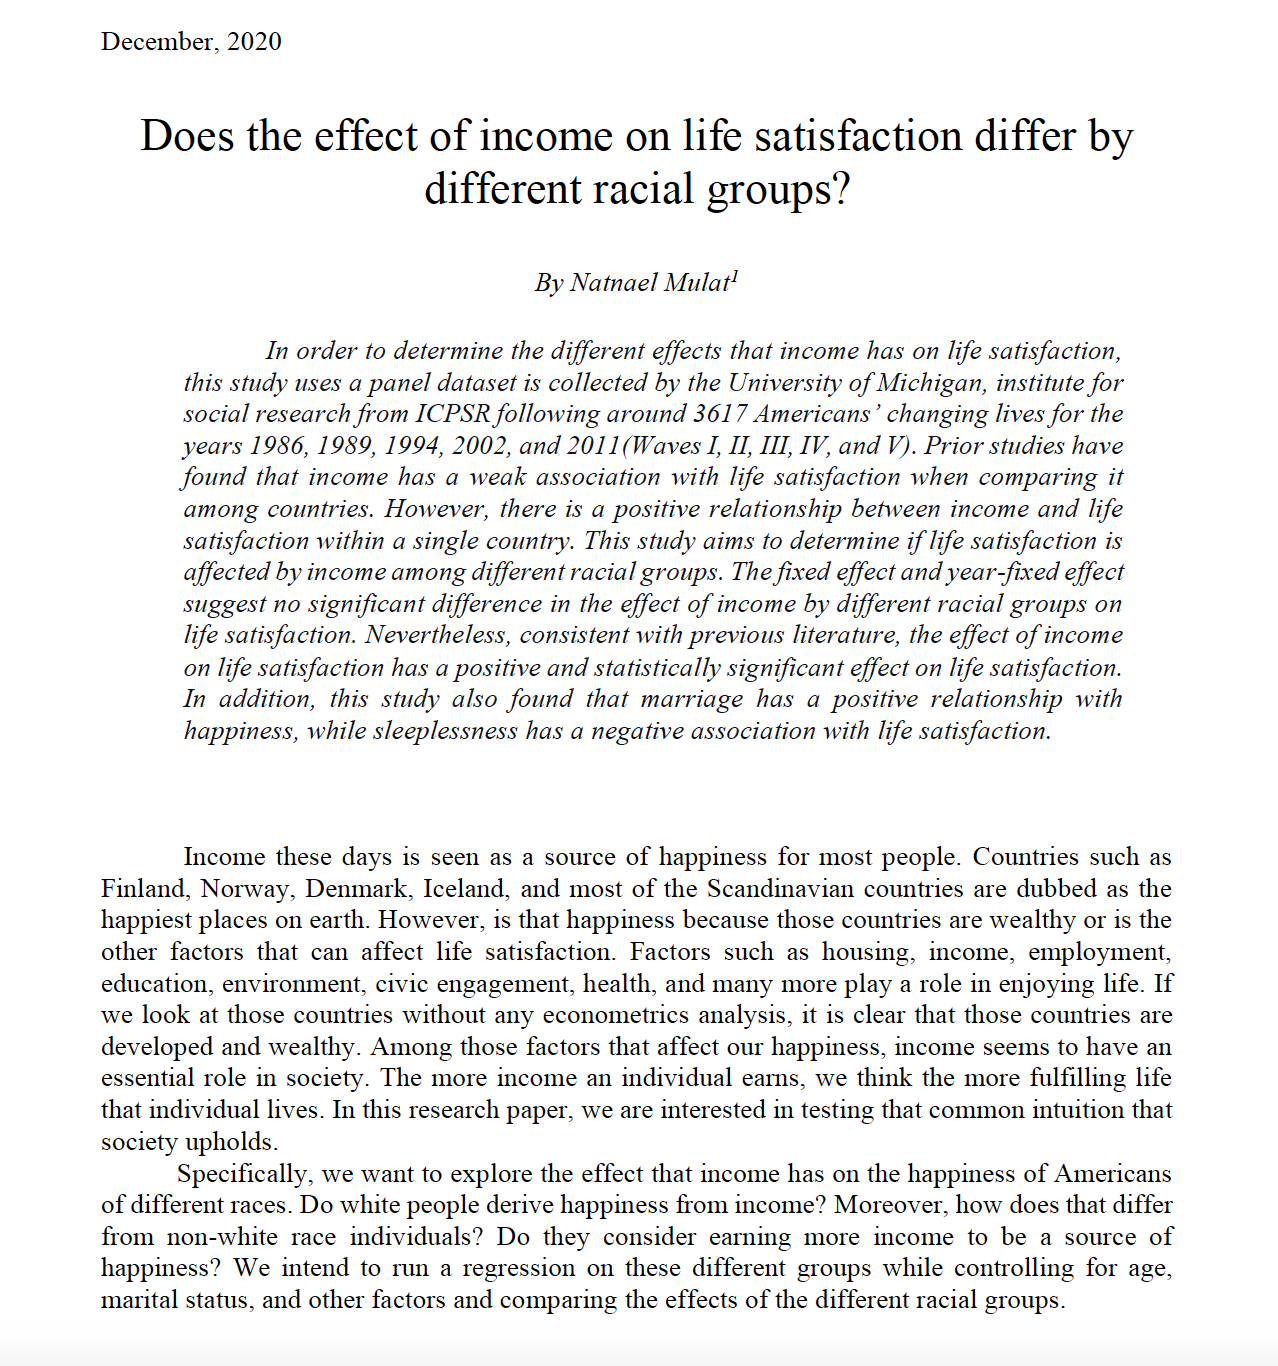 December, 2020
Does the effect of income on life satisfaction differ by
different racial groups?
By Natnael Mulat1
In order to determine the different effects that income has on life satisfaction,
this study uses a panel dataset is collected by the University of Michigan, institute for
social research from ICPSR following around 3617 Americans’ changing lives for the
years 1986, 1989, 1994, 2002, and 2011(Waves I, II, III, IV, and V). Prior studies have
found that income has a weak association with life satisfaction when comparing it
among countries. However, there is a positive relationship between income and life
satisfaction within a single country. This study aims to determine if life satisfaction is
affected by income among different racial groups. The fixed effect and year-fixed effect
suggest no significant difference in the effect of income by different racial groups on
life satisfaction. Nevertheless, consistent with previous literature, the effect of income
on life satisfaction has a positive and statistically significant effect on life satisfaction.
In addition, this study also found that marriage has a positive relationship with
happiness, while sleeplessness has a negative association with life satisfaction.
Income these days is seen as a source of happiness for most people. Countries such as
Finland, Norway, Denmark, Iceland, and most of the Scandinavian countries are dubbed as the
happiest places on earth. However, is that happiness because those countries are wealthy or is the
other factors that can affect life satisfaction. Factors such as housing, income, employment,
education, environment, civic engagement, health, and many more play a role in enjoying life. If
we look at those countries without any econometrics analysis, it is clear that those countries are
developed and wealthy. Among those factors that affect our happiness, income seems to have an
essential role in society. The more income an individual earns, we think the more fulfilling life
that individual lives. In this research paper, we are interested in testing that common intuition that
society upholds.
Specifically, we want to explore the effect that income has on the happiness of Americans
of different races. Do white people derive happiness from income? Moreover, how does that differ
from non-white race individuals? Do they consider earning more income to be a source of
happiness? We intend to run a regression on these different groups while controlling for age,
marital status, and other factors and comparing the effects of the different racial groups.